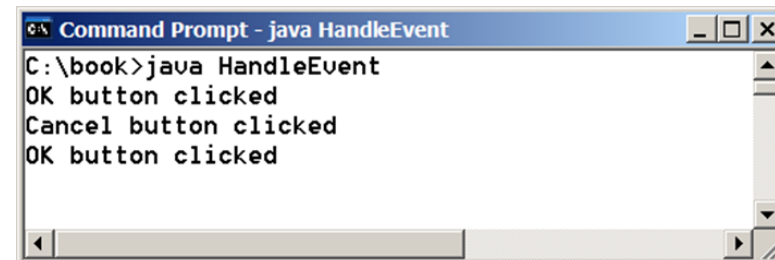 Command Prompt - java HandleEvent
C:\book>java HandleEvent
OK button clicked
Cancel button clicked
OK button clicked